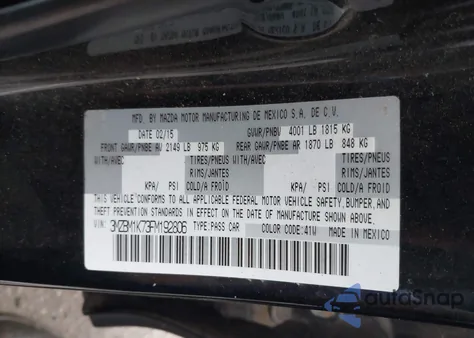 MFD. BY MAZDA MOTOR MANUFACTURING DE MEXICO S.A. DE C.V.
DATE 02/15 GVWR/PNBV 4001 LB 1815 KG
FRONT GAWR/PNBE AV 2149 LB 975 KG REAR GAWR/PNBE AR 1870 LB 848 KG
WITH/AVEC TIRES/PNEUS WITH/AVEC TIRES/PNEUS
RIMS/JANTES RIMS/JANTES
KPA/ PSI COLD/A FROID KPA/ PSI COLD/A FROID
THIS VEHICLE CONFORMS TO ALL APPLICABLE FEDERAL MOTOR VEHICLE SAFETY, BUMPER,
AND THEFT PREVENTION STANDARDS IN EFFECT ON THE DATE OF MANUFACTURE SHOWN ABOVE.
VIN: 3MZBM1K73FM192806 TYPE:PASS CAR COLOR CODE:41W MADE IN MEXICO
autoSnap